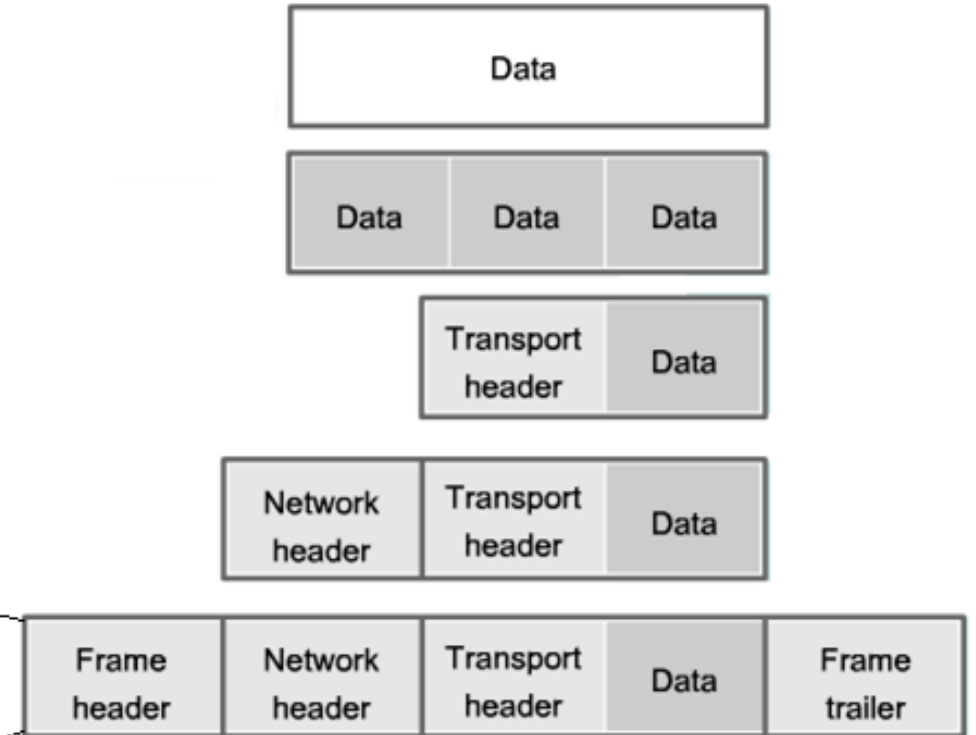 Data
Data Data Data
Transport header Data
Network header Transport header Data
Frame header Network header Transport header Data Frame trailer